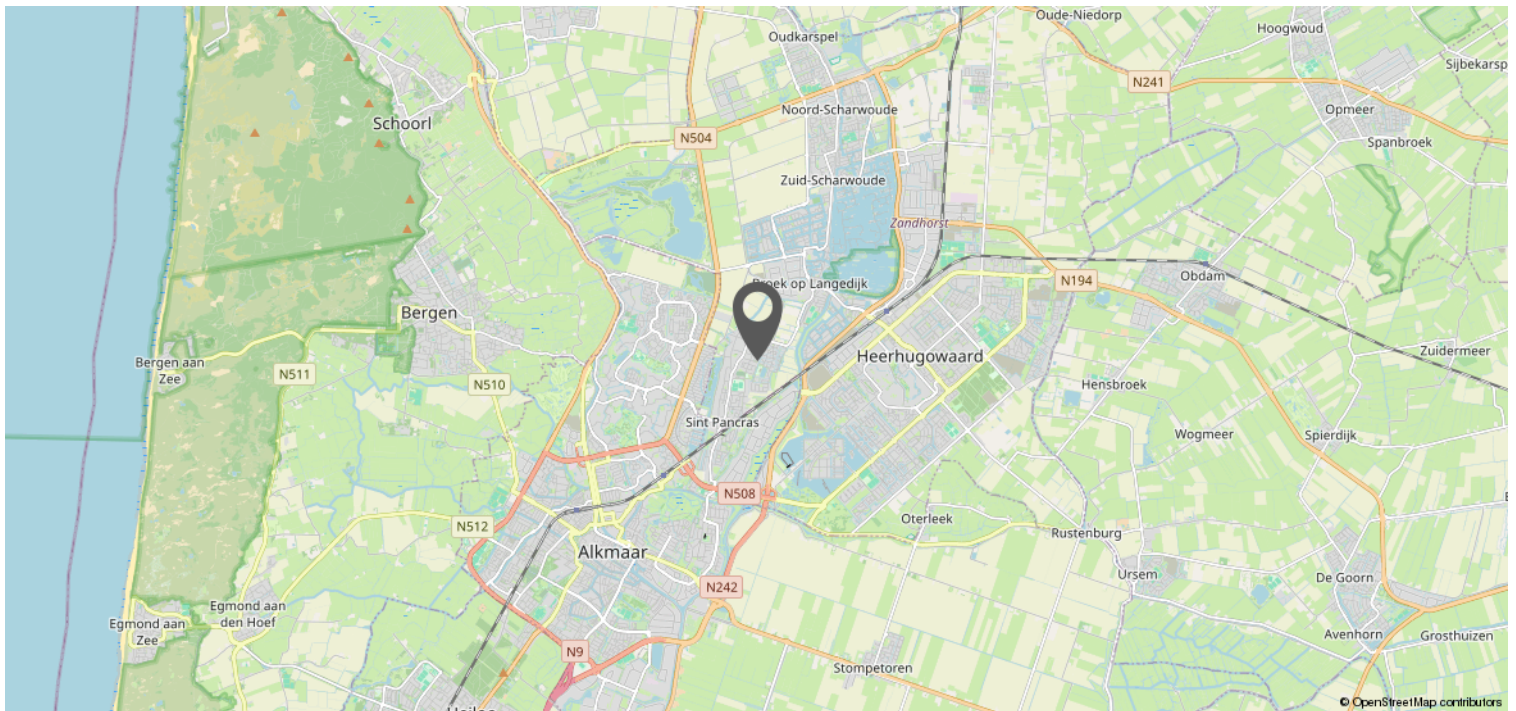 Oude-Niedorp
Oudkarspel
Hoogwoud
Sijbekarsp
N241
Noord-Scharwoude
Opmeer
Schoorl
N504
Spanbroek
Zuid-Scharwoude
Zandhorst
Obdam
N194
Broek op Langedijk
Bergen
Zuidermeer
Heerhugowaard
Bergen aan
Zee
N511
N510
Hensbroek
Sint Pancras
Wogmeer
Spierdijk
N508
Oterleek
N512
Rustenburg
Alkmaar
Ursem
De Goorn
N242
Egmond aan
den Hoef
Egmond aan
Zee
Avenhorn
Grosthuizen
N9
Stompetoren
© OpenStreetMap contributors